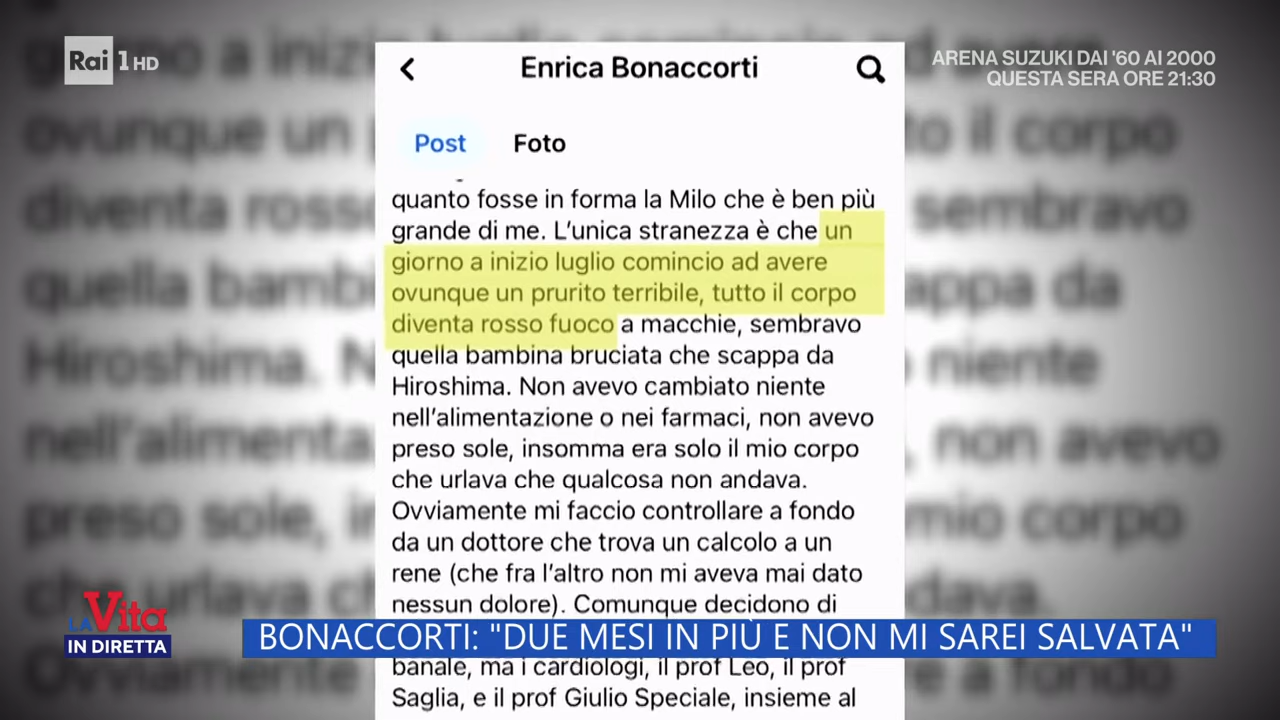 Rai 1 HD
ARENA SUZUKI DAI '60 AI 2000
QUESTA SERA ORE 21:30
Enrica Bonaccorti
Post Foto
quanto fosse in forma la Milo che è ben più
grande di me. L’unica stranezza è che un
giorno a inizio luglio comincio ad avere
ovunque un prurito terribile, tutto il corpo
diventa rosso fuoco a macchie, sembravo
quella bambina bruciata che scappa da
Hiroshima. Non avevo cambiato niente
nell’alimentazione o nei farmaci, non avevo
preso sole, insomma era solo il mio corpo
che urlava che qualcosa non andava.
Ovviamente mi faccio controllare a fondo
da un dottore che trova un calcolo a un
rene (che fra l’altro non mi aveva mai dato
nessun dolore). Comunque decidono di
banale, ma i cardiologi, il prof Leo, il prof
Saglia, e il prof Giulio Speciale, insieme al
LA Vita
IN DIRETTA
BONACCORTI: "DUE MESI IN PIÙ E NON MI SAREI SALVATA"